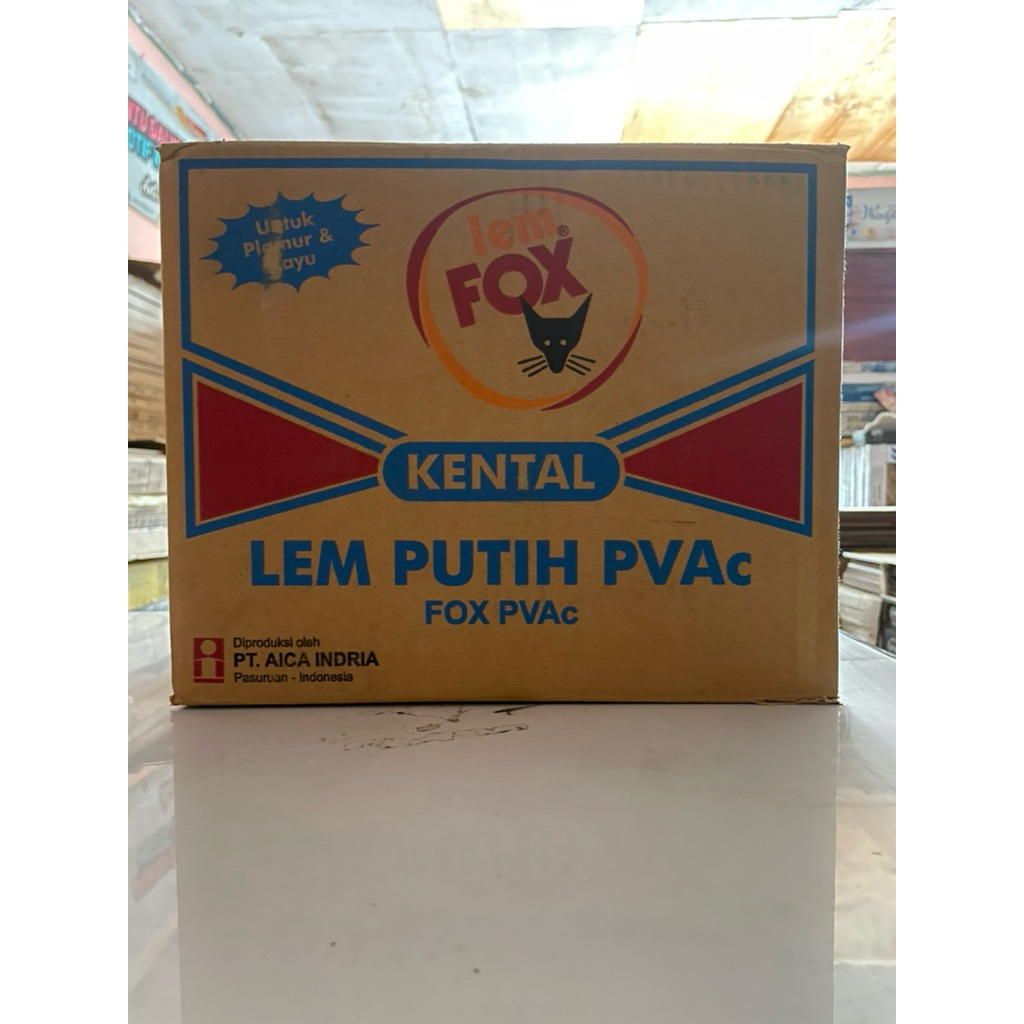 Untuk
Plamur &
Kayu
lem®
FOX
KENTAL
LEM PUTIH PVAc
FOX PVAc
Diproduksi oleh
PT. AICA INDRIA
Pasuruan - Indonesia